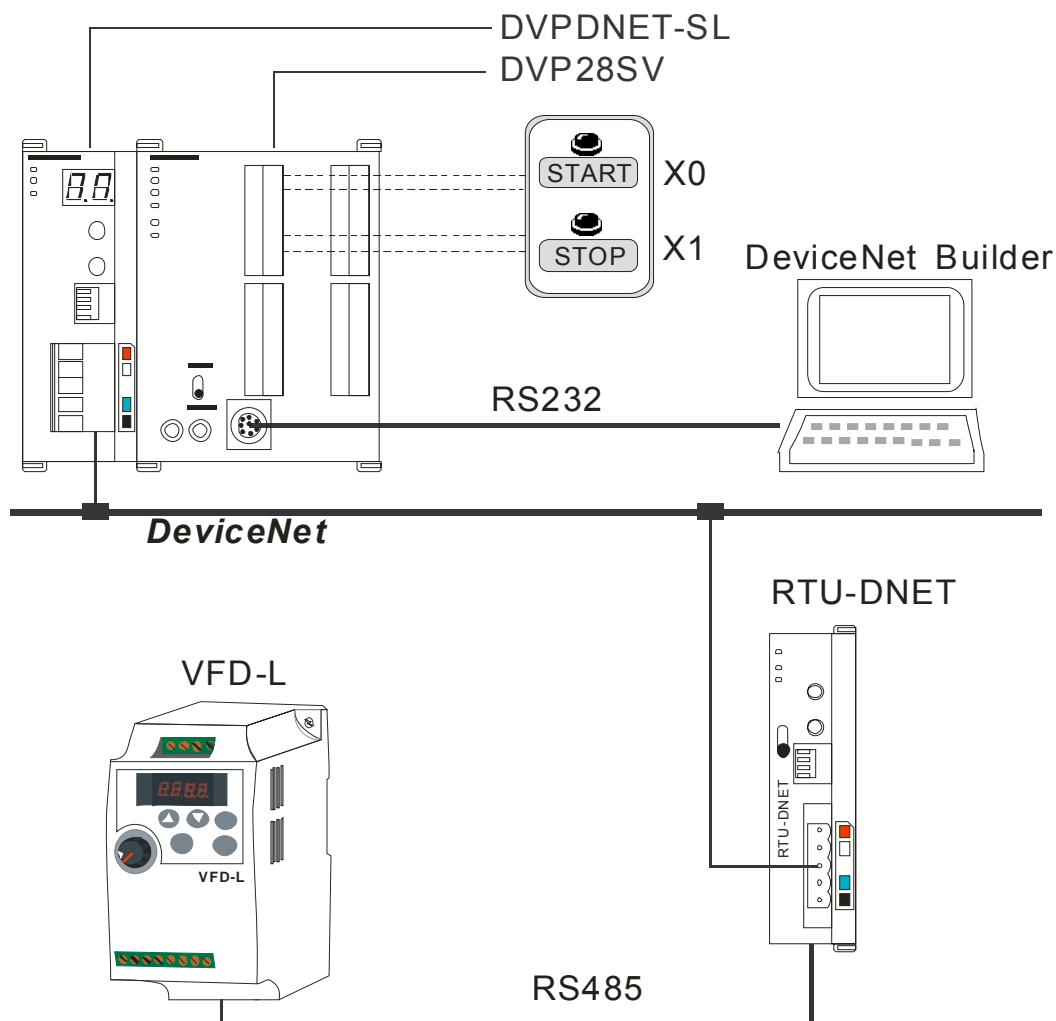 DVPDNET-SL
DVP28SV
START X0
STOP X1
DeviceNet Builder
RS232
DeviceNet
RTU-DNET
VFD-L
RTU-DNET
VFD-L
RS485